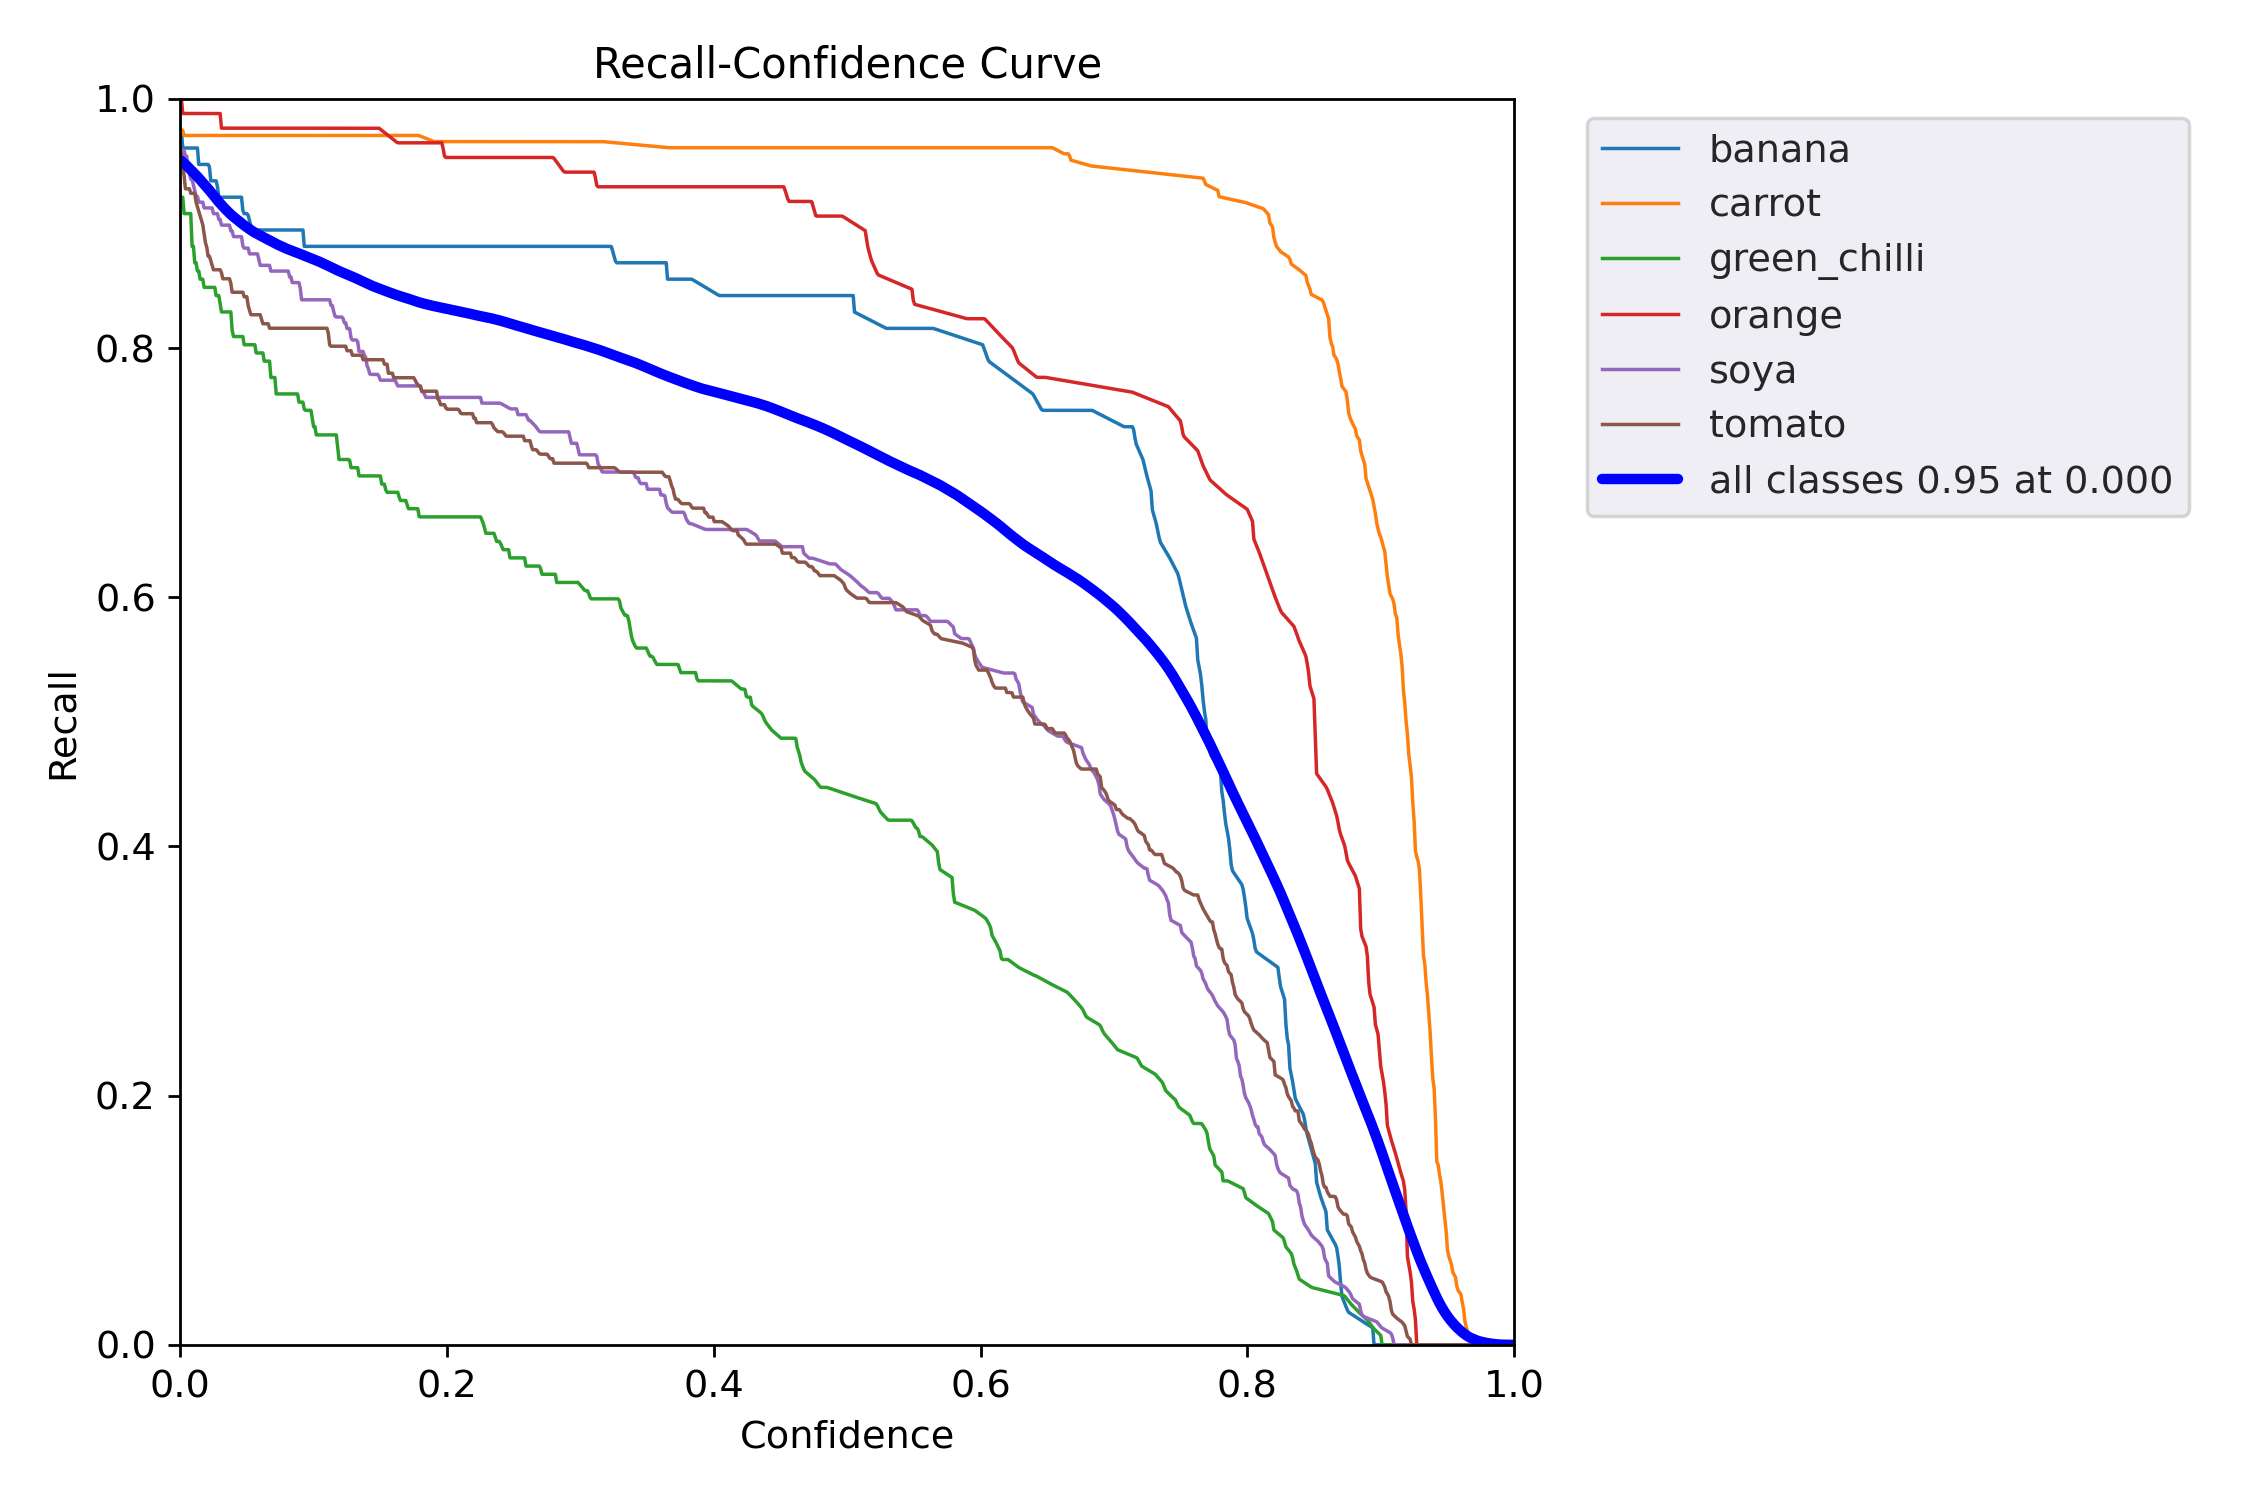 Recall-Confidence Curve
1.0
0.8
0.6
0.4
0.2
0.0
Recall
0.0 0.2 0.4 0.6 0.8 1.0
Confidence
banana
carrot
green_chilli
orange
soya
tomato
all classes 0.95 at 0.000